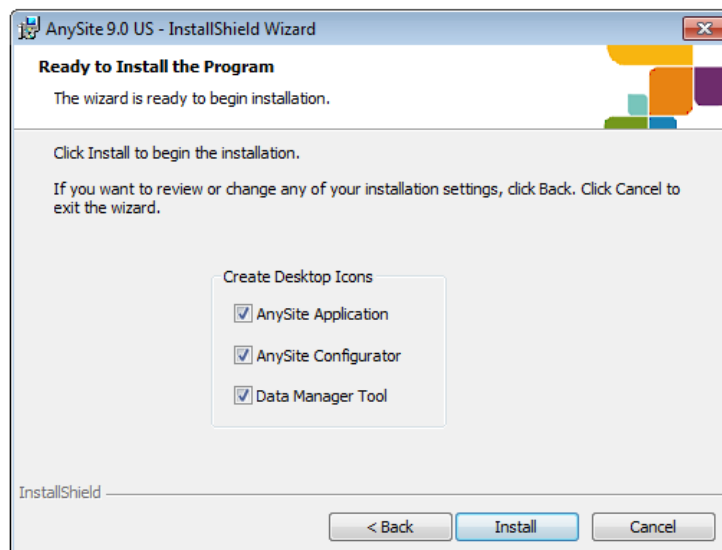 AnySite 9.0 US - InstallShield Wizard
Ready to Install the Program
The wizard is ready to begin installation.
Click Install to begin the installation.
If you want to review or change any of your installation settings, click Back. Click Cancel to
exit the wizard.
Create Desktop Icons
AnySite Application
AnySite Configurator
Data Manager Tool
InstallShield
< Back
Install
Cancel